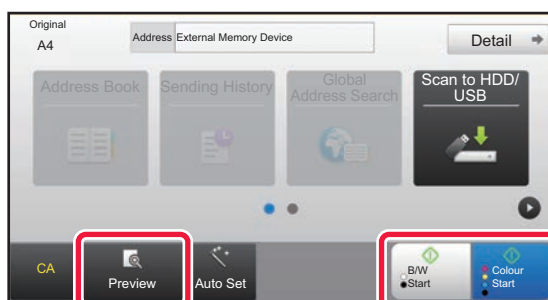 Original
A4
Address External Memory Device
Detail
Address Book
Sending History
Global
Address Search
Scan to HDD/
USB
CA
Preview
Auto Set
B/W
Start
Colour
Start